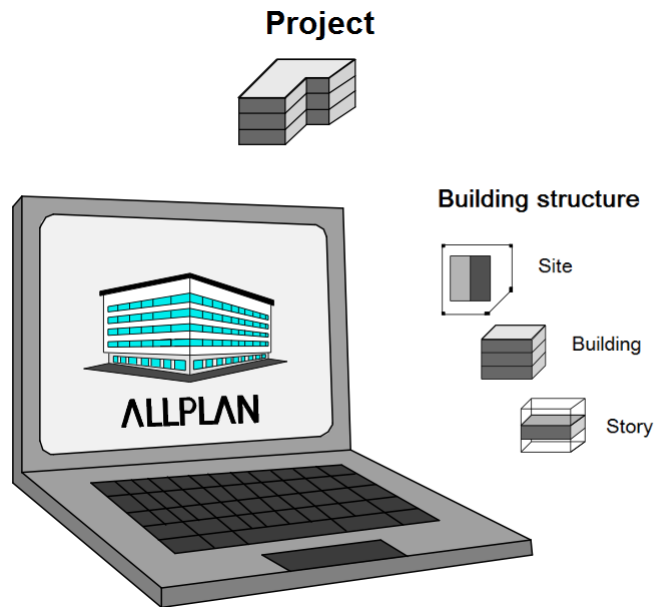 Project
Building structure
Site
Building
Story
ALLPLAN